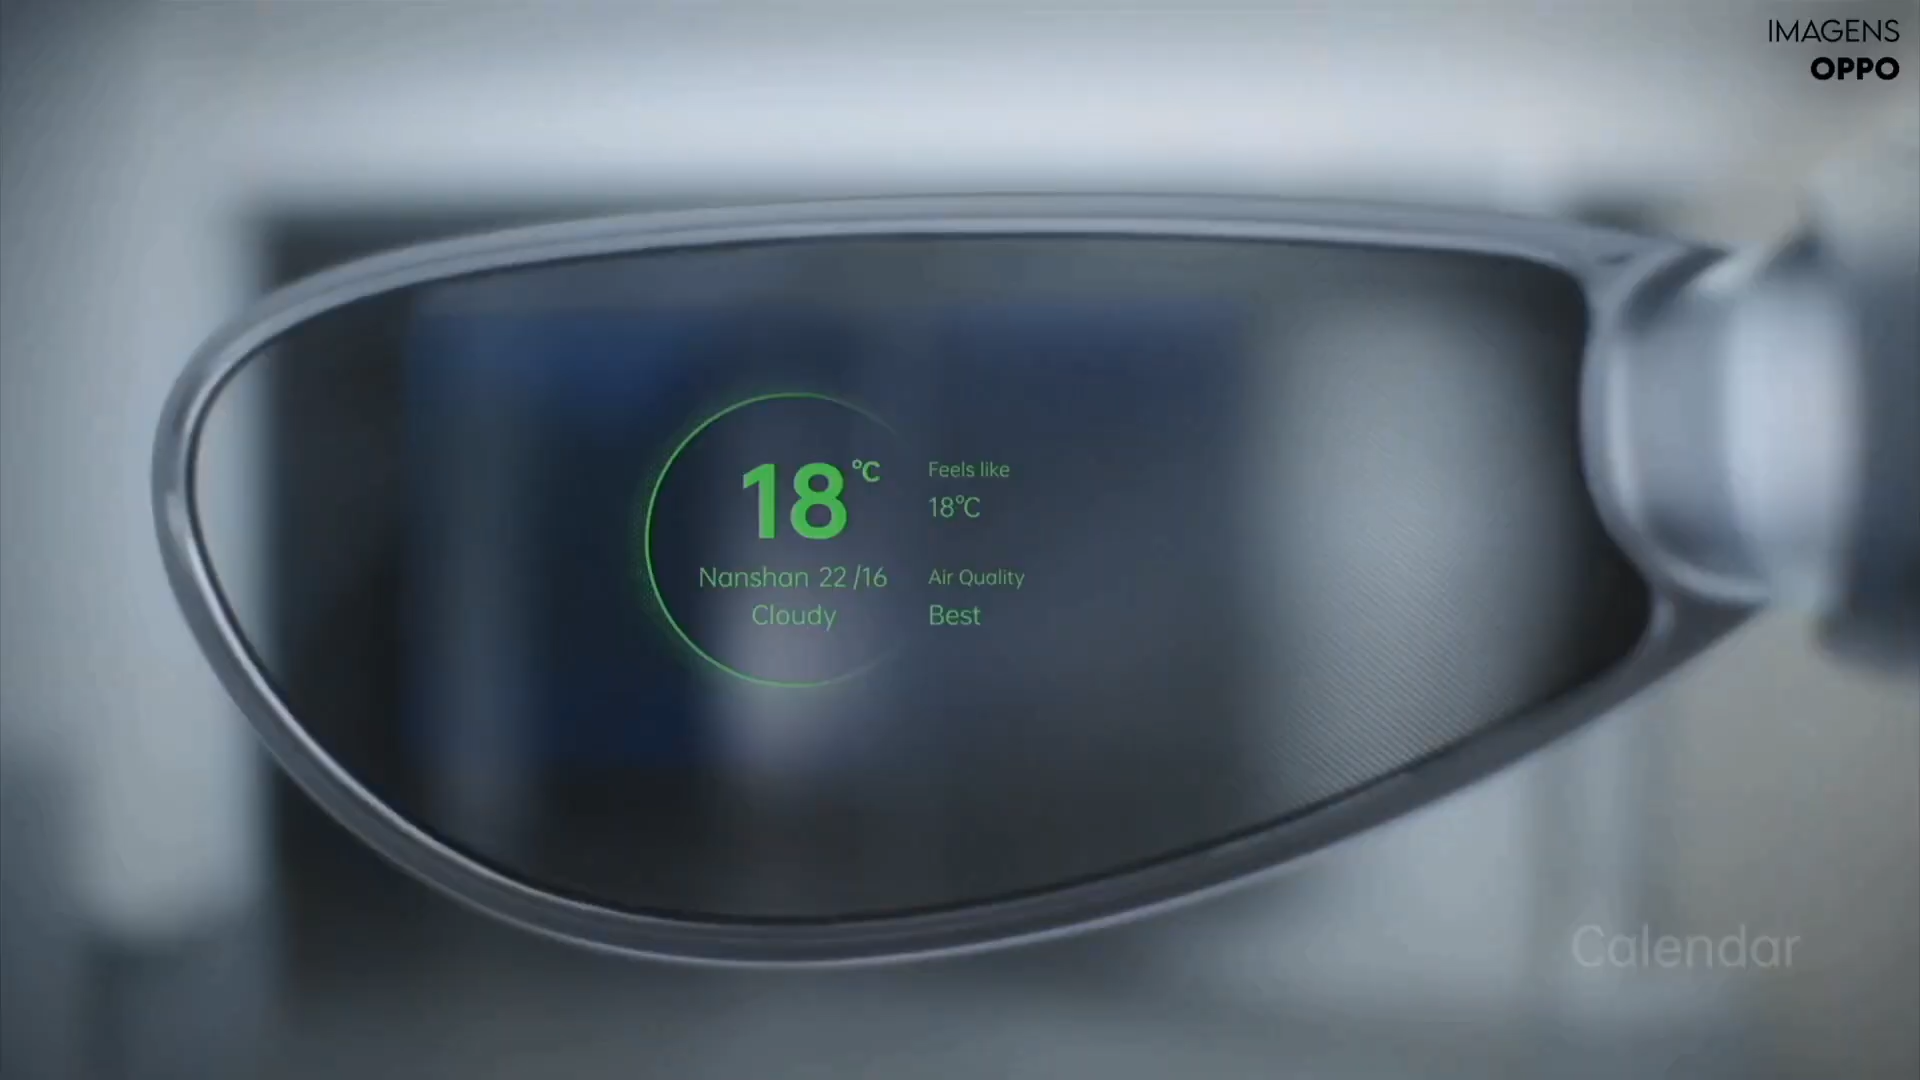 IMAGENS
OPPO
18°C
Nanshan 22/16
Cloudy
Feels like
18°C
Air Quality
Best
Calendar